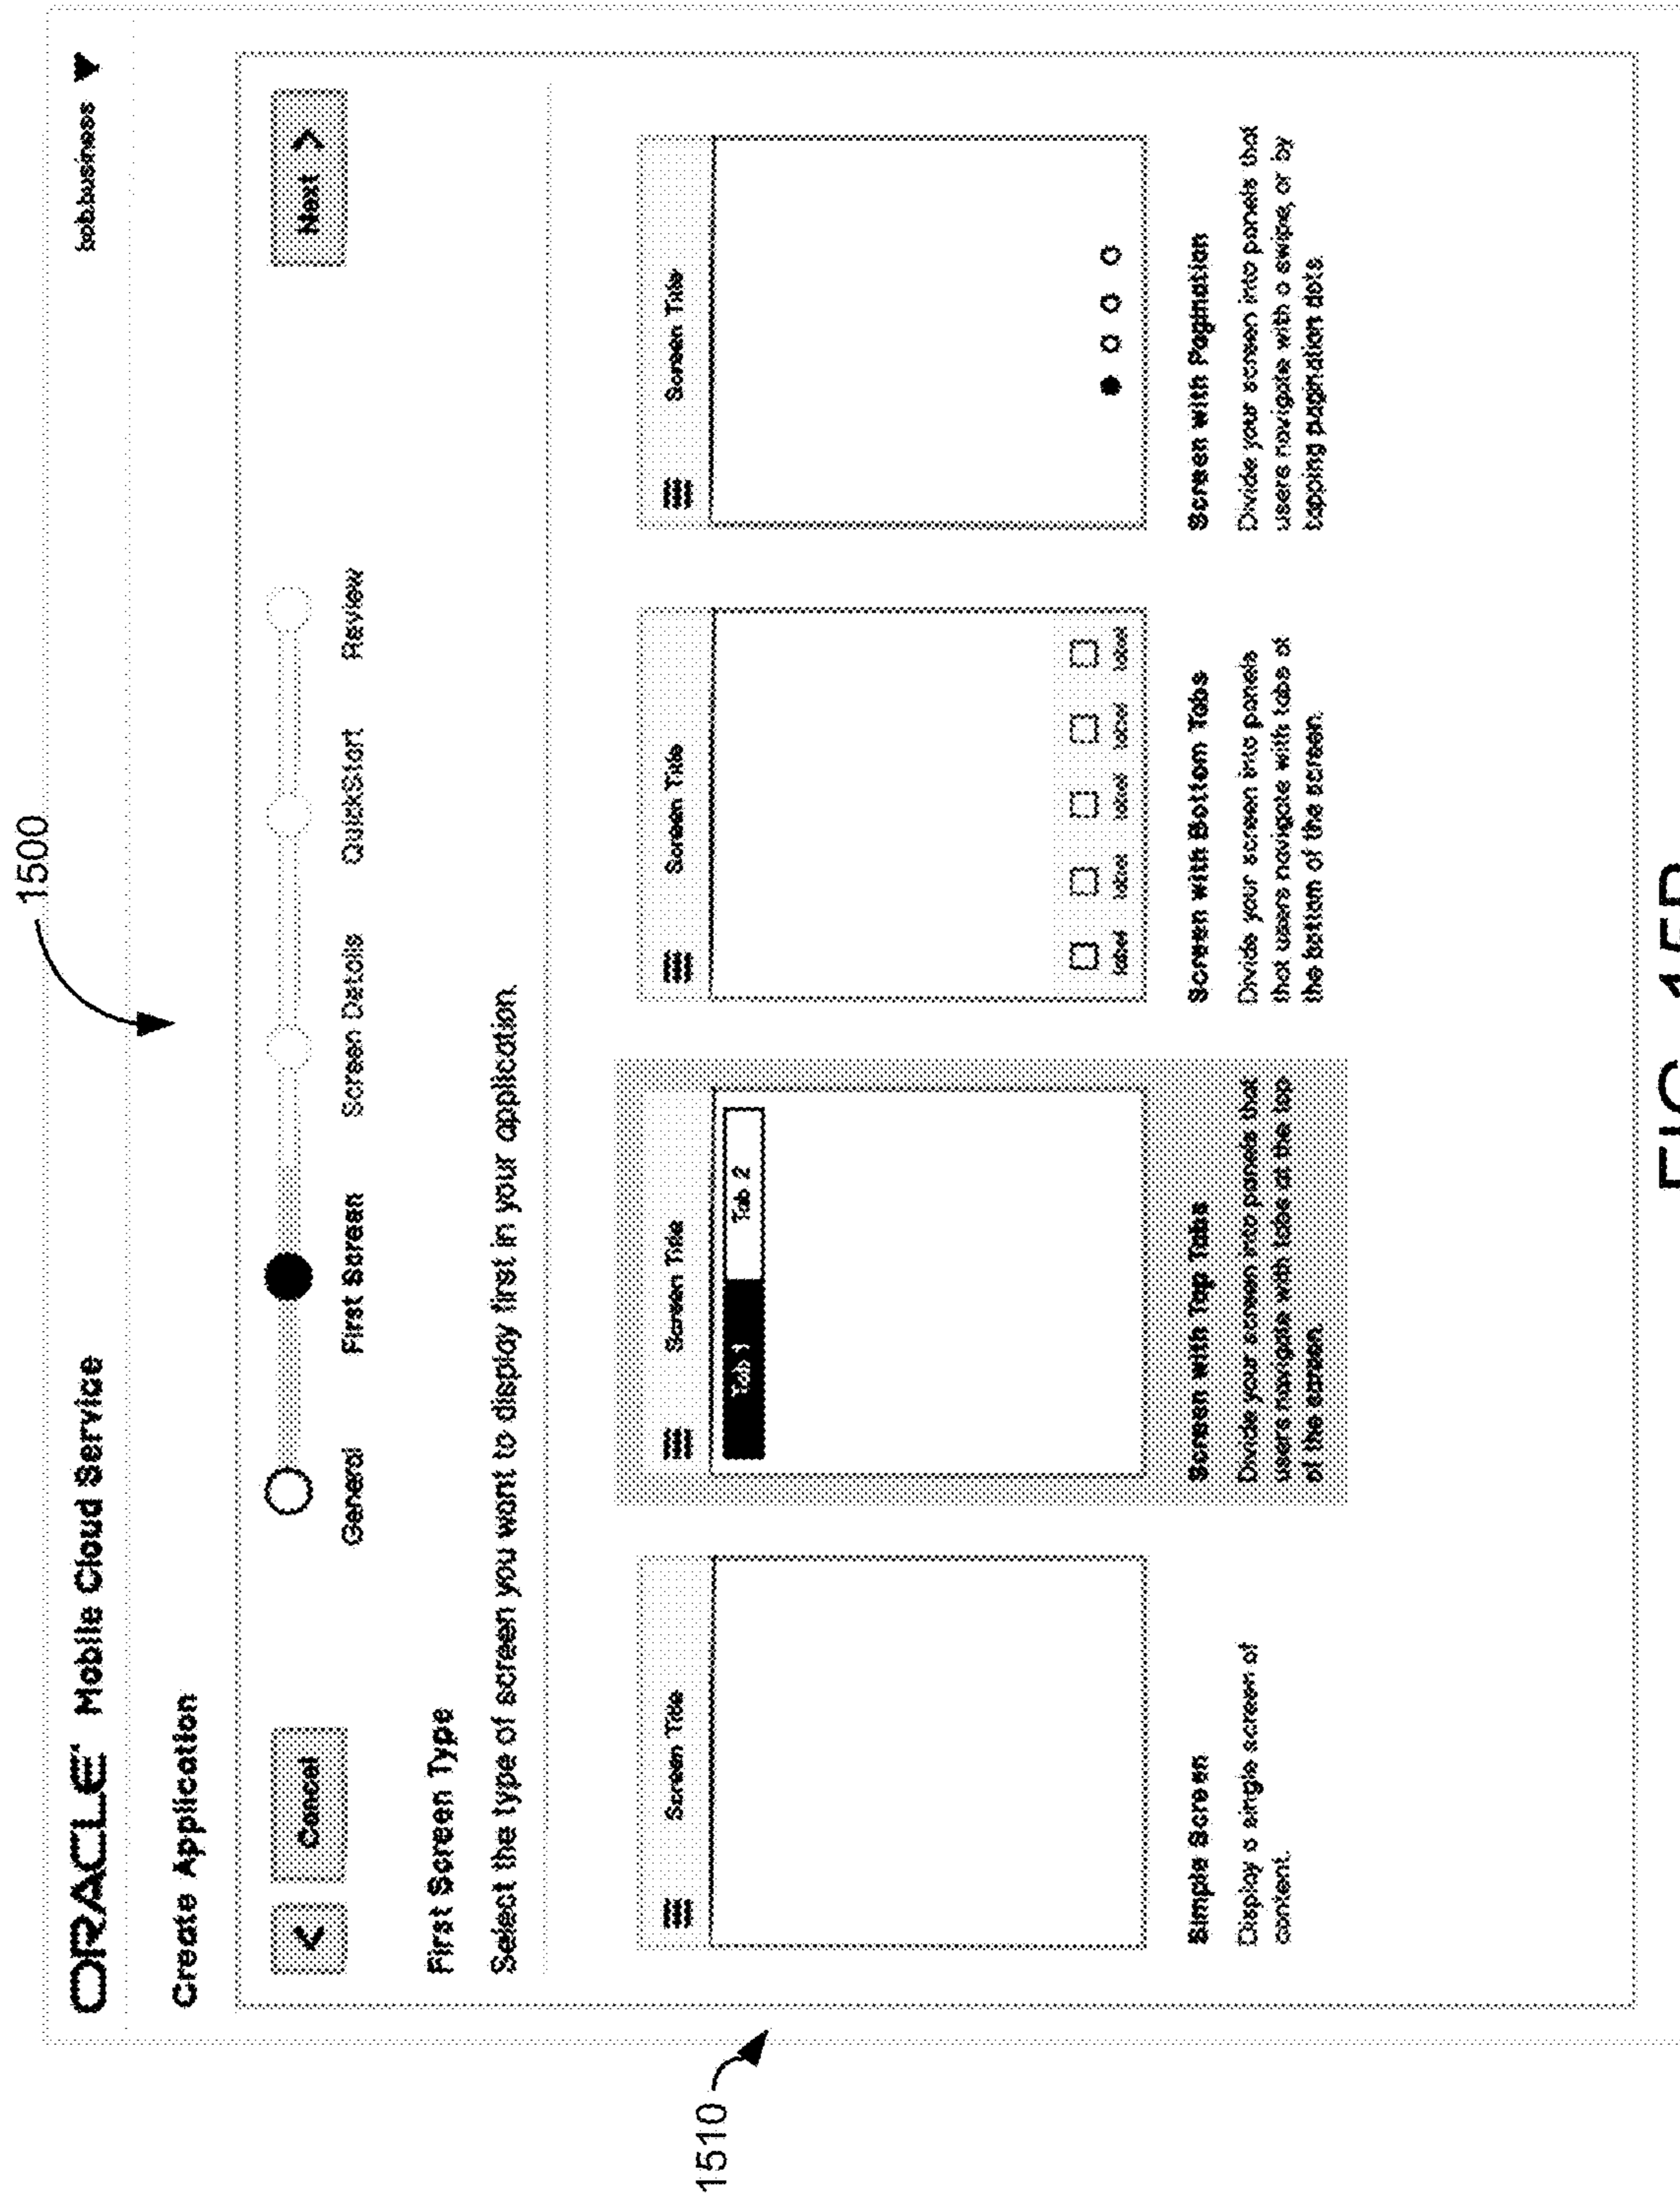 1500
ORACLE Mobile Cloud Service
bobbusiness
Create Application
< Cancel
Next >
General
First Screen
Screen Details
QuickStart
Review
First Screen Type
Select the type of screen you want to display first in your application.
1510
Screen Title
Simple Screen
Display a single screen of
content.
Screen Title
Tab 1 Tab 2
Screen with Top Tabs
Divide your screen into panels that
users navigate with tabs at the top
of the screen.
Screen Title
label label label label label
Screen with Bottom Tabs
Divide your screen into panels
that users navigate with tabs at
the bottom of the screen.
Screen Title
Screen with Pagination
Divide your screen into panels that
users navigate with a swipe, or by
tapping pagination dots.
FIG.